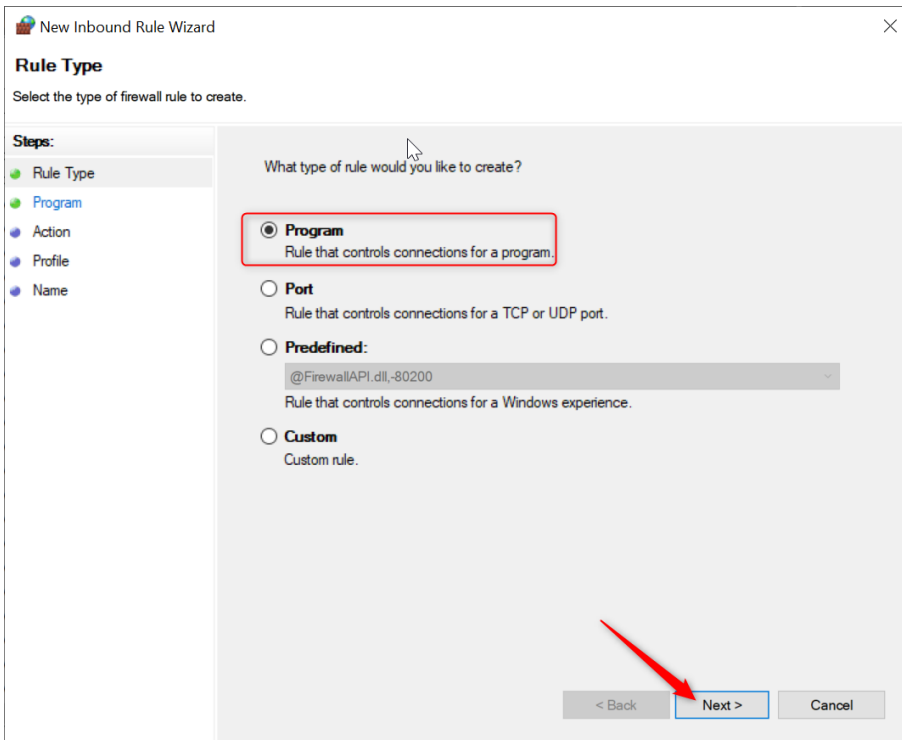 New Inbound Rule Wizard
Rule Type
Select the type of firewall rule to create.
Steps:
Rule Type
Program
Action
Profile
Name
What type of rule would you like to create?
Program
Rule that controls connections for a program.
Port
Rule that controls connections for a TCP or UDP port.
Predefined:
@FirewallAPI.dll,-80200
Rule that controls connections for a Windows experience.
Custom
Custom rule.
< Back
Next >
Cancel